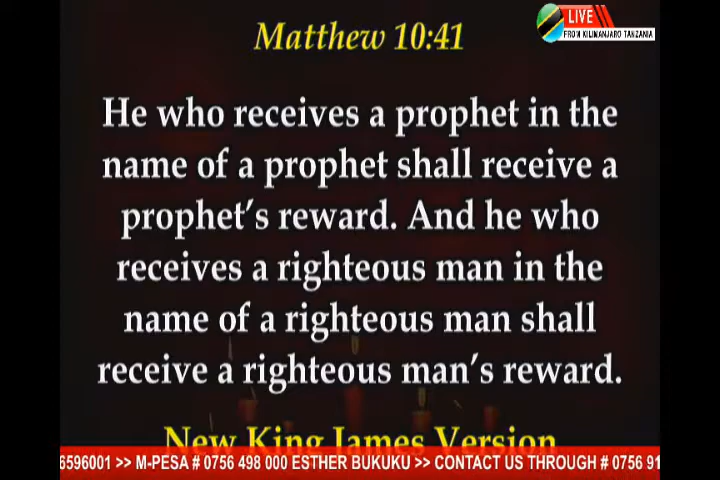 Matthew 10:41
LIVE
FROM KILIMANJARO TANZANIA
He who receives a prophet in the
name of a prophet shall receive a
prophet's reward. And he who
receives a righteous man in the
name of a righteous man shall
receive a righteous man's reward.
New King James Version
6596001 >> M-PESA # 0756 498 000 ESTHER BUKUKU >> CONTACT US THROUGH # 0756 91